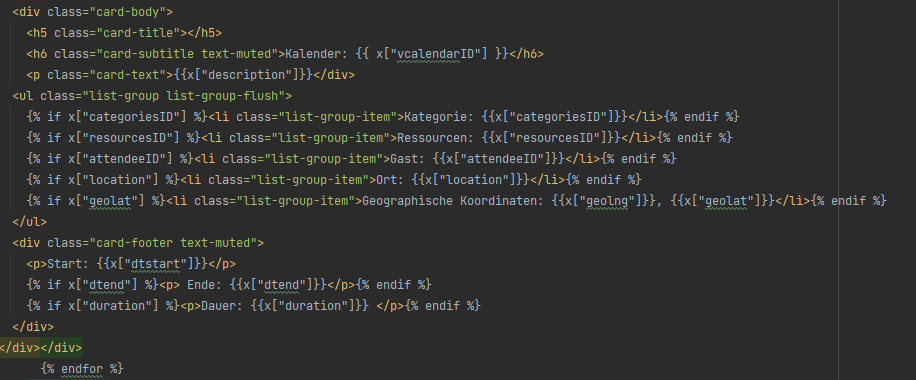 <div class="card-body">
<h5 class="card-title"></h5>
<h6 class="card-subtitle text-muted">Kalender: {{ x["vcalendarID"] }}</h6>
<p class="card-text">{{x["description"]}}</div>
<ul class="list-group list-group-flush">
{% if x["categoriesID"] %}<li class="list-group-item">Kategorie: {{x["categoriesID"]}}</li>{% endif %}
{% if x["resourcesID"] %}<li class="list-group-item">Ressourcen: {{x["resourcesID"]}}</li>{% endif %}
{% if x["attendeeID"] %}<li class="list-group-item">Gast: {{x["attendeeID"]}}</li>{% endif %}
{% if x["location"] %}<li class="list-group-item">Ort: {{x["location"]}}</li>{% endif %}
{% if x["geolat"] %}<li class="list-group-item">Geographische Koordinaten: {{x["geolng"]}}, {{x["geolat"]}}</li>{% endif %}
</ul>
<div class="card-footer text-muted">
<p>Start: {{x["dtstart"]}}</p>
{% if x["dtend"] %}<p> Ende: {{x["dtend"]}}</p>{% endif %}
{% if x["duration"] %}<p>Dauer: {{x["duration"]}} </p>{% endif %}
</div>
</div></div>
{% endfor %}